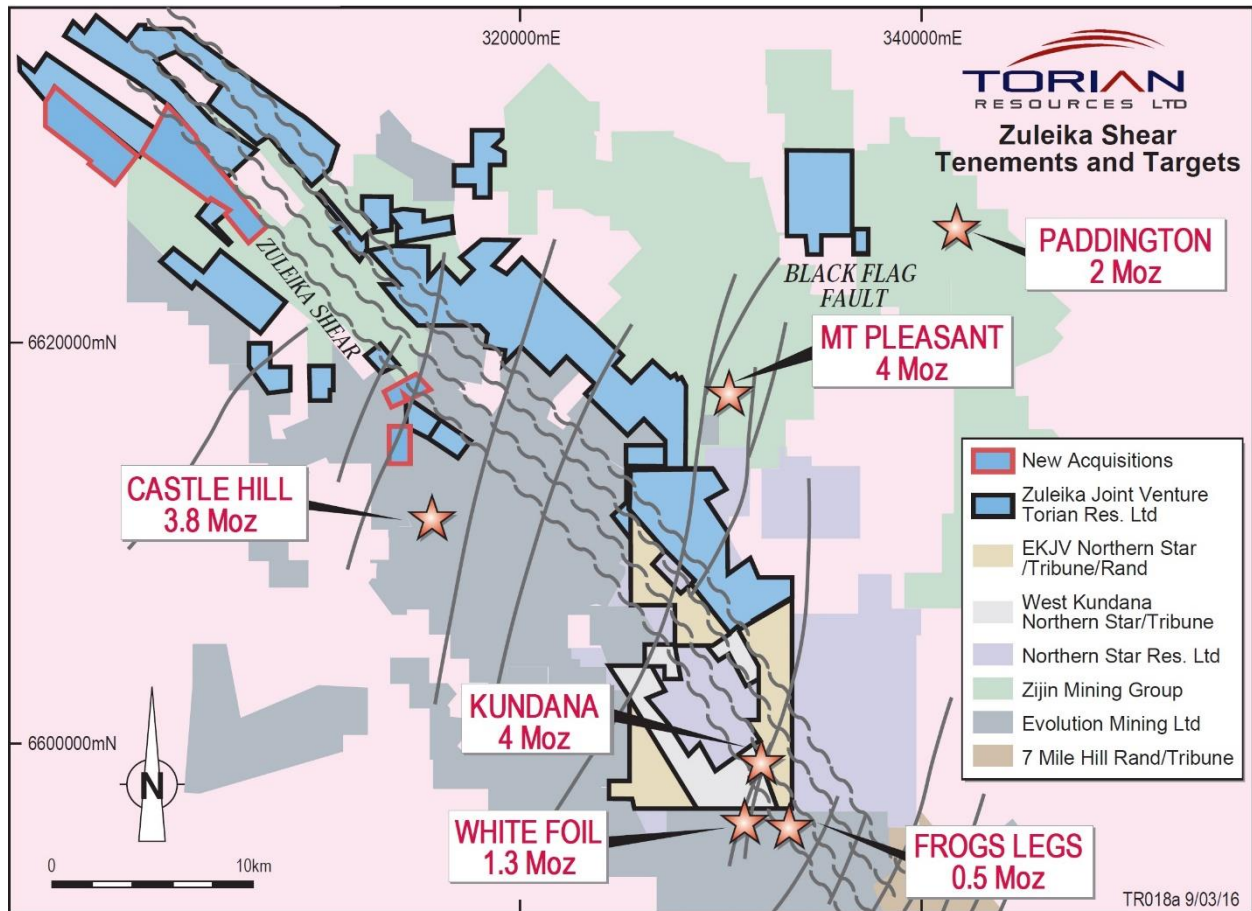 320000mE
340000mE
TORIAN
RESOURCES LTD
Zuleika Shear
Tenements and Targets
PADDINGTON
2 Moz
ZULEIKA SHEAR
BLACK FLAG
FAULT
6620000mN
MT PLEASANT
4 Moz
CASTLE HILL
3.8 Moz
New Acquisitions
Zuleika Joint Venture
Torian Res. Ltd
EKJV Northern Star
/Tribune/Rand
West Kundana
Northern Star/Tribune
Northern Star Res. Ltd
Zijin Mining Group
Evolution Mining Ltd
7 Mile Hill Rand/Tribune
KUNDANA
4 Moz
6600000mN
N
WHITE FOIL
1.3 Moz
FROGS LEGS
0.5 Moz
0 10km
TR018a 9/03/16